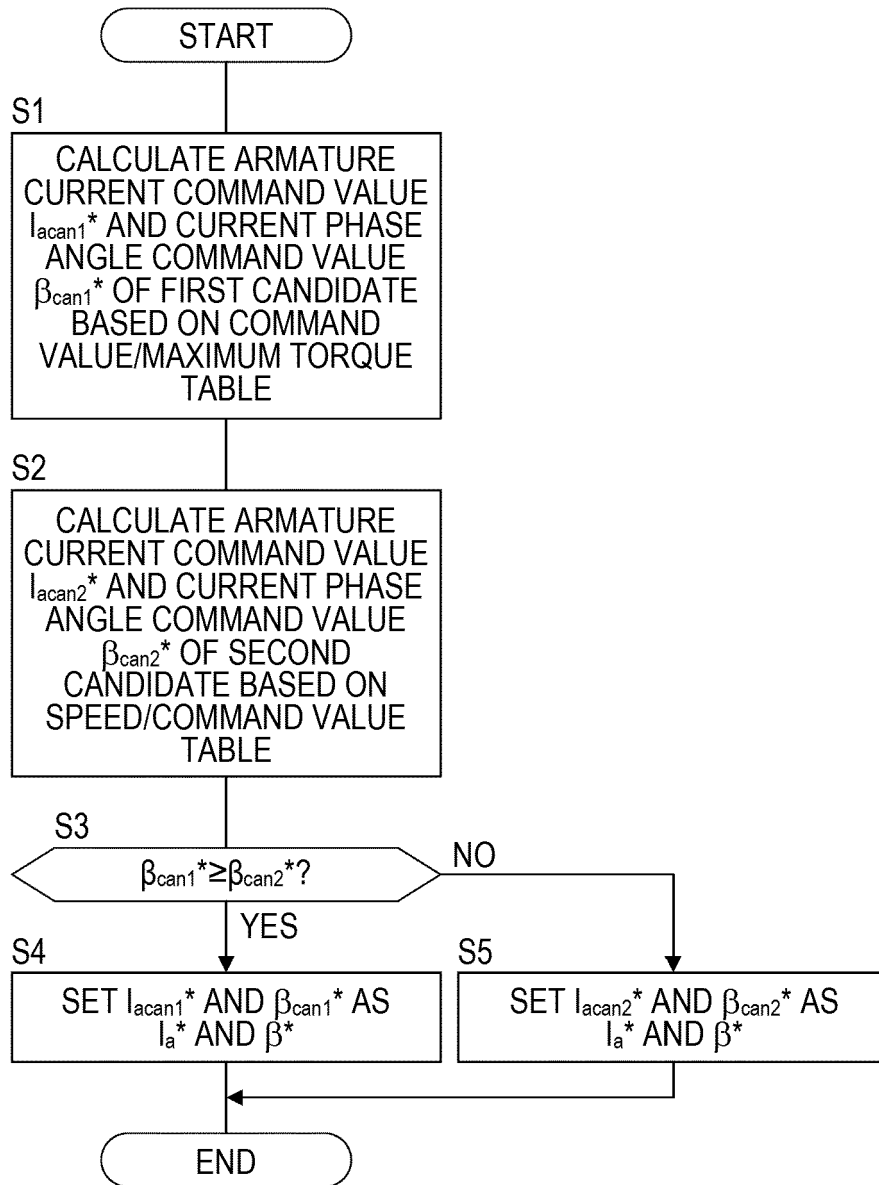 START
S1
CALCULATE ARMATURE
CURRENT COMMAND VALUE
Iacan1* AND CURRENT PHASE
ANGLE COMMAND VALUE
βcan1* OF FIRST CANDIDATE
BASED ON COMMAND
VALUE/MAXIMUM TORQUE
TABLE
S2
CALCULATE ARMATURE
CURRENT COMMAND VALUE
Iacan2* AND CURRENT PHASE
ANGLE COMMAND VALUE
βcan2* OF SECOND
CANDIDATE BASED ON
SPEED/COMMAND VALUE
TABLE
S3
βcan1*≥βcan2*?
NO
YES
S4
SET Iacan1* AND βcan1* AS
Ia* AND β*
S5
SET Iacan2* AND βcan2* AS
Ia* AND β*
END